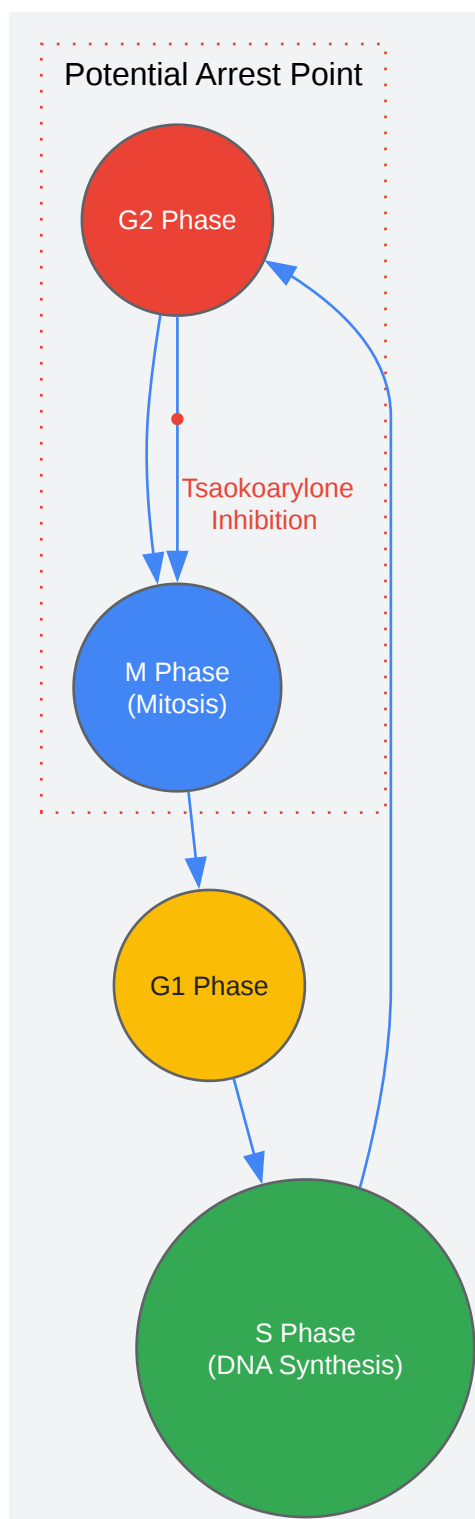 Potential Arrest Point
G2 Phase
Tsaokoarylone
Inhibition
M Phase
(Mitosis)
G1 Phase
S Phase
(DNA Synthesis)